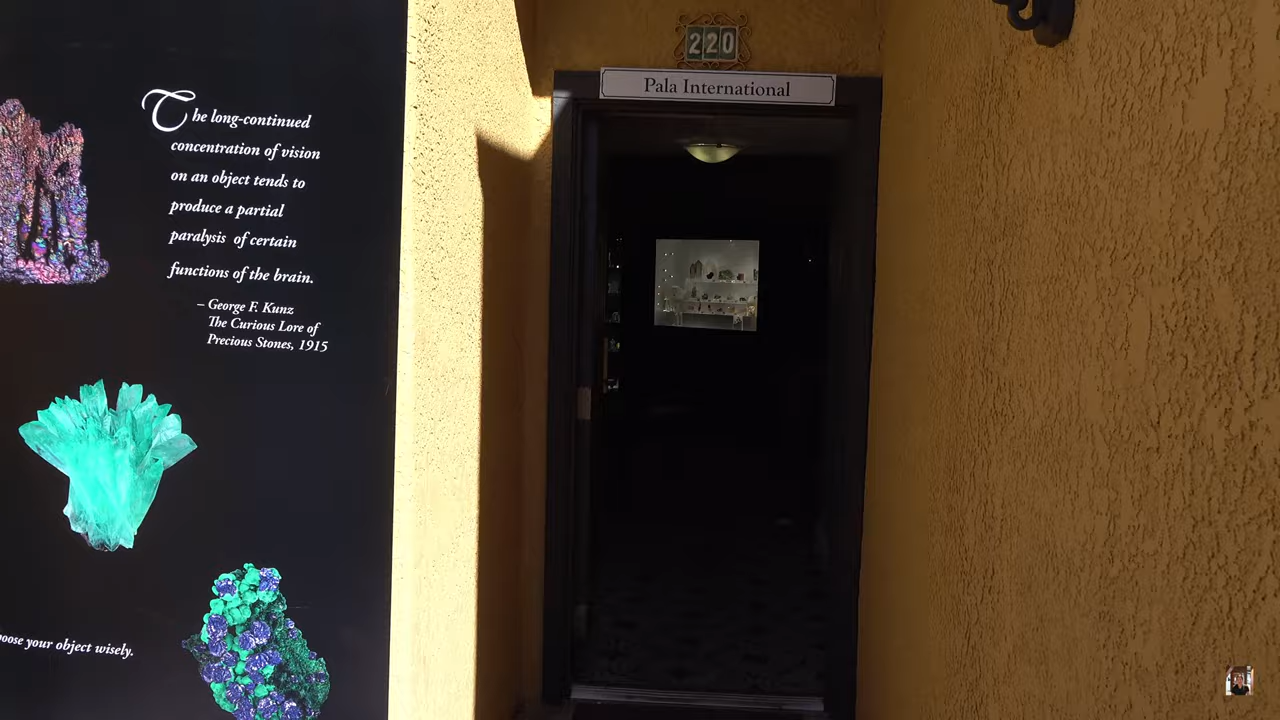 The long-continued
concentration of vision
on an object tends to
produce a partial
paralysis of certain
functions of the brain.
– George F. Kunz
The Curious Lore of
Precious Stones, 1915
your object wisely.
220
Pala International